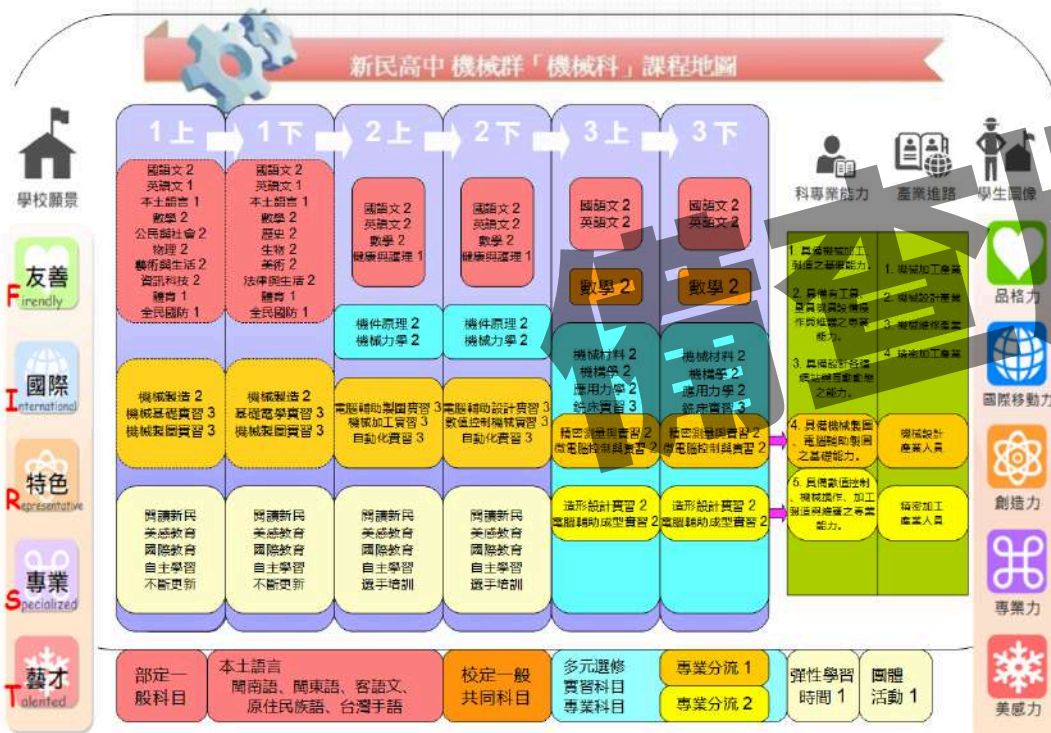 新民高中 機械群「機械科」課程地圖
學校願景
友善
Firendly
國際
International
特色
Representative
專業
Specialized
藝才
Talented
1上
國語文 2
英語文 1
本土語言 1
數學 2
公民與社會 2
物理 2
藝術與生活 2
資訊科技 2
體育 1
全民國防 1
機械製造 2
機械基礎實習 3
機械製圖實習 3
閱讀新民
美感教育
國際教育
自主學習
不斷更新
1下
國語文 2
英語文 1
本土語言 1
數學 2
歷史 2
生物 2
美術 2
法律與生活 2
體育 1
全民國防 1
機械製造 2
基礎電學實習 3
機械製圖實習 3
閱讀新民
美感教育
國際教育
自主學習
不斷更新
2上
國語文 2
英語文 2
數學 2
健康與護理 1
機件原理 2
機械力學 2
電腦輔助製圖實習 3
機械加工實習 3
自動化實習 3
閱讀新民
美感教育
國際教育
自主學習
選手培訓
2下
國語文 2
英語文 2
數學 2
健康與護理 1
機件原理 2
機械力學 2
電腦輔助設計實習 3
數值控制機械實習 3
自動化實習 3
閱讀新民
美感教育
國際教育
自主學習
選手培訓
3上
國語文 2
英語文 2
數學 2
機械材料 2
機構學 2
應用力學 2
銑床實習 3
精密測量與實習 2
微電腦控制與實習 2
造形設計實習 2
電腦輔助成型實習 2
3下
國語文 2
英語文 2
數學 2
機械材料 2
機構學 2
應用力學 2
銑床實習 3
精密測量與實習 2
微電腦控制與實習 2
造形設計實習 2
電腦輔助成型實習 2
科專業能力
1. 具備機械加工、
製造之基礎能力。
2. 具備有工具、
量具機具設備操
作與維護之專業
能力。
3. 具備設計各種
之能力。
4. 具備機械製圖
、電腦輔助製圖
之基礎能力。
5. 具備數值控制
、機械操作、加工
製造與維護之專業
能力。
產業進路
1. 機械加工產業
2. 機械設計產業
3. 機械維修產業
4. 精密加工產業
機械設計
產業人員
精密加工
產業人員
學生圖像
品格力
國際移動力
創造力
專業力
美感力
部定一
般科目
本土語言
閩南語、閩東語、客語文、
原住民族語、台灣手語
校定一般
共同科目
多元選修
實習科目
專業科目
專業分流 1
專業分流 2
彈性學習
時間 1
團體
活動 1